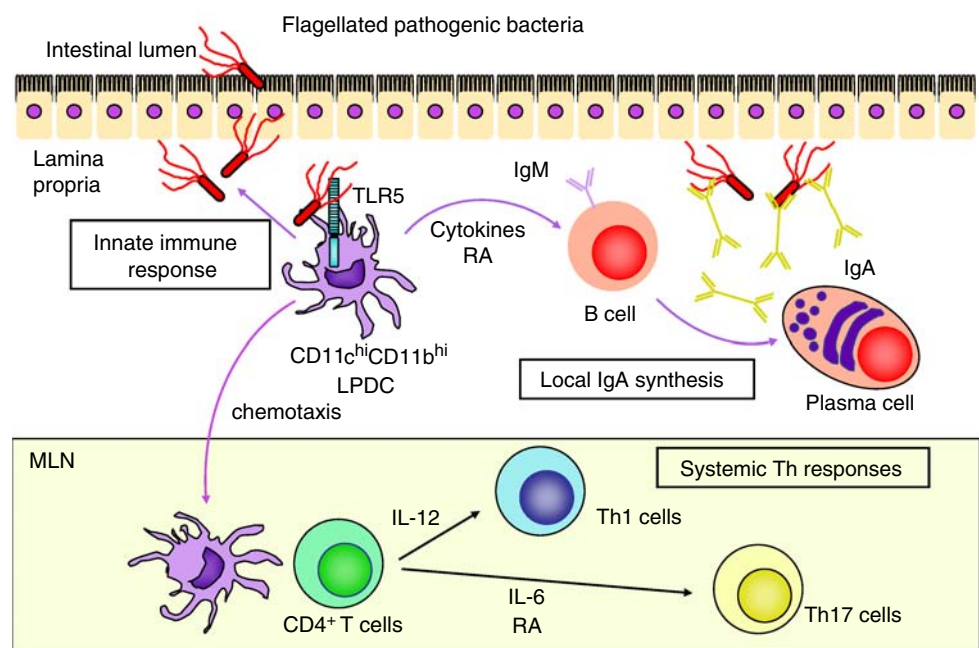 Flagellated pathogenic bacteria
Intestinal lumen
Lamina
propria
TLR5
IgM
Innate immune
response
Cytokines
RA
IgA
B cell
CD11c^hiCD11b^hi
LPDC
Local IgA synthesis
Plasma cell
chemotaxis
MLN
Systemic Th responses
IL-12
Th1 cells
IL-6
RA
CD4⁺ T cells
Th17 cells